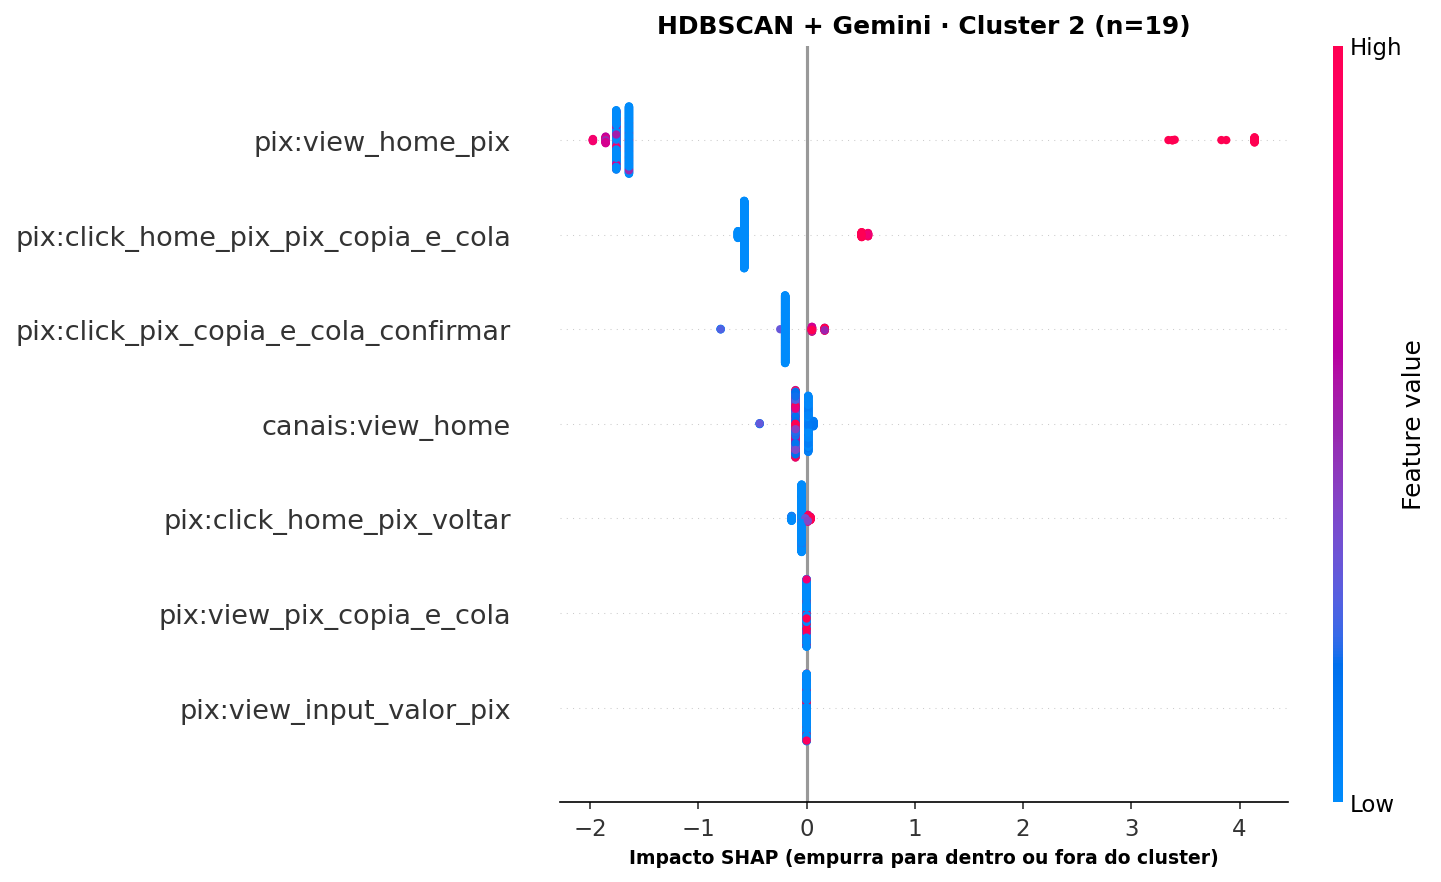 HDBSCAN + Gemini · Cluster 2 (n=19)
High
pix:view_home_pix
pix:click_home_pix_pix_copia_e_cola
pix:click_pix_copia_e_cola_confirmar
canais:view_home
pix:click_home_pix_voltar
pix:view_pix_copia_e_cola
pix:view_input_valor_pix
Feature value
Low
−2 −1 0 1 2 3 4
Impacto SHAP (empurra para dentro ou fora do cluster)